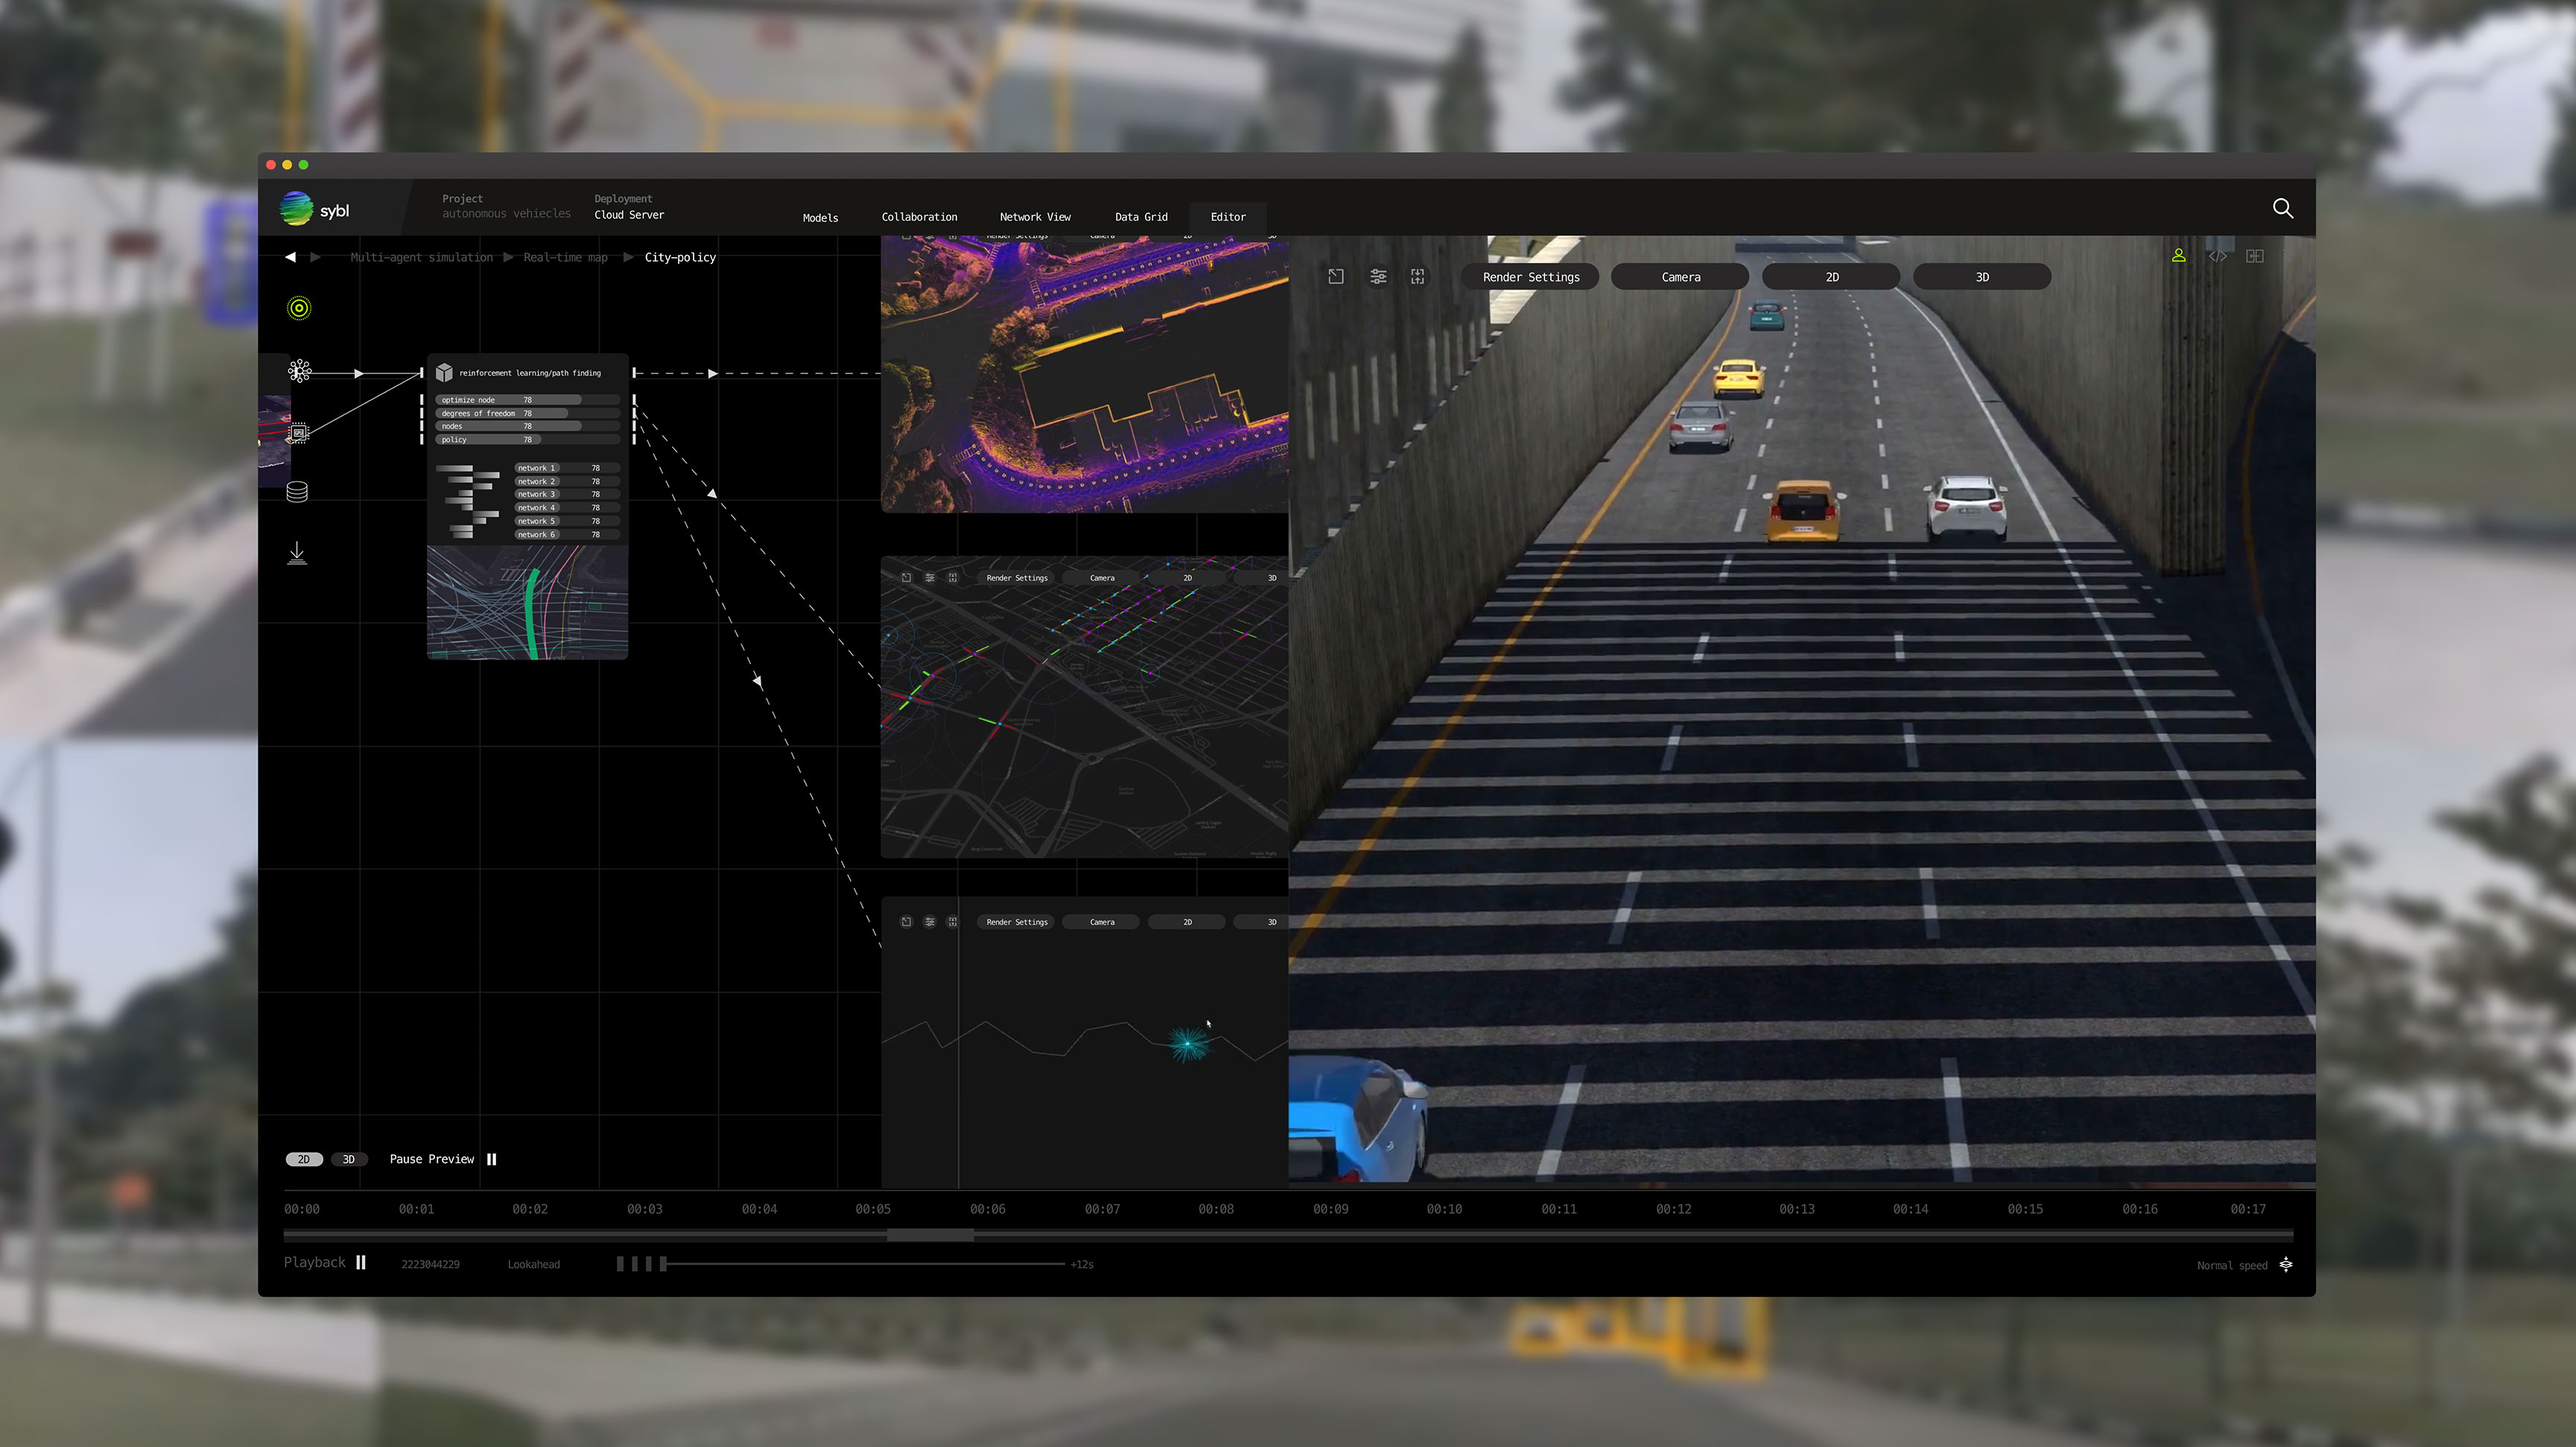 sybl
Project
autonomous vehiecles
Deployment
Cloud Server
Models
Collaboration
Network View
Data Grid
Editor
Multi-agent simulation
Real-time map
City-policy
reinforcement learning/path finding
optimize node 78
degrees of freedom 78
nodes 78
policy 78
network 1 78
network 2 78
network 3 78
network 4 78
network 5 78
network 6 78
Render Settings Camera 2D 3D
Render Settings Camera 2D 3D
Render Settings Camera 2D 3D
Render Settings Camera 2D 3D
2D 3D Pause Preview
00:00 00:01 00:02 00:03 00:04 00:05 00:06 00:07 00:08 00:09 00:10 00:11 00:12 00:13 00:14 00:15 00:16 00:17
Playback 2223044229 Lookahead +12s Normal speed